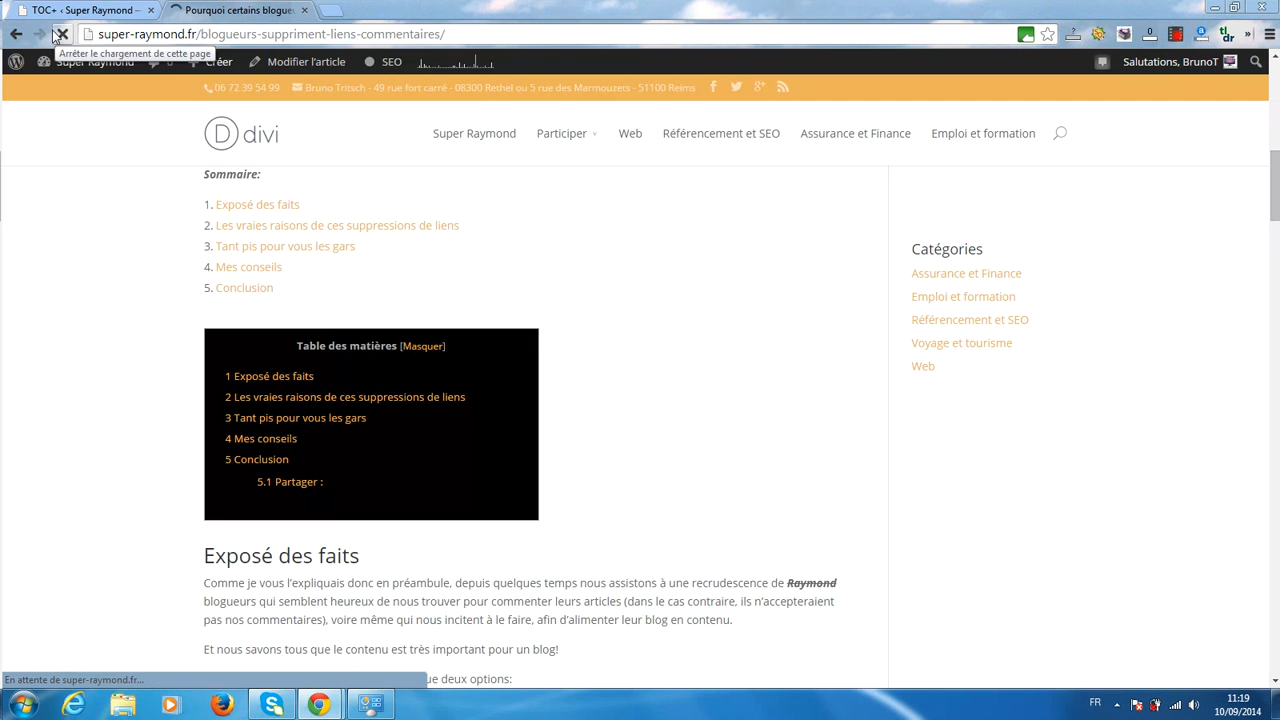 TOC+ ‹ Super Raymond —
Pourquoi certains blogueu
super-raymond.fr/blogueurs-suppriment-liens-commentaires/
Arrêter le chargement de cette page
Super Raymond
Créer
Modifier l'article
SEO
Salutations, BrunoT
06 72 39 54 99
Bruno Tritsch - 49 rue fort carré - 08300 Rethel ou 5 rue des Marmouzets - 51100 Reims
D divi
Super Raymond
Participer
Web
Référencement et SEO
Assurance et Finance
Emploi et formation
Sommaire:
1. Exposé des faits
2. Les vraies raisons de ces suppressions de liens
3. Tant pis pour vous les gars
4. Mes conseils
5. Conclusion
Table des matières [Masquer]
1 Exposé des faits
2 Les vraies raisons de ces suppressions de liens
3 Tant pis pour vous les gars
4 Mes conseils
5 Conclusion
5.1 Partager :
Catégories
Assurance et Finance
Emploi et formation
Référencement et SEO
Voyage et tourisme
Web
Exposé des faits
Comme je vous l'expliquais donc en préambule, depuis quelques temps nous assistons à une recrudescence de Raymond
blogueurs qui semblent heureux de nous trouver pour commenter leurs articles (dans le cas contraire, ils n'accepteraient
pas nos commentaires), voire même qui nous incitent à le faire, afin d'alimenter leur blog en contenu.
Et nous savons tous que le contenu est très important pour un blog!
En attente de super-raymond.fr...
ue deux options:
FR
11:19
10/09/2014